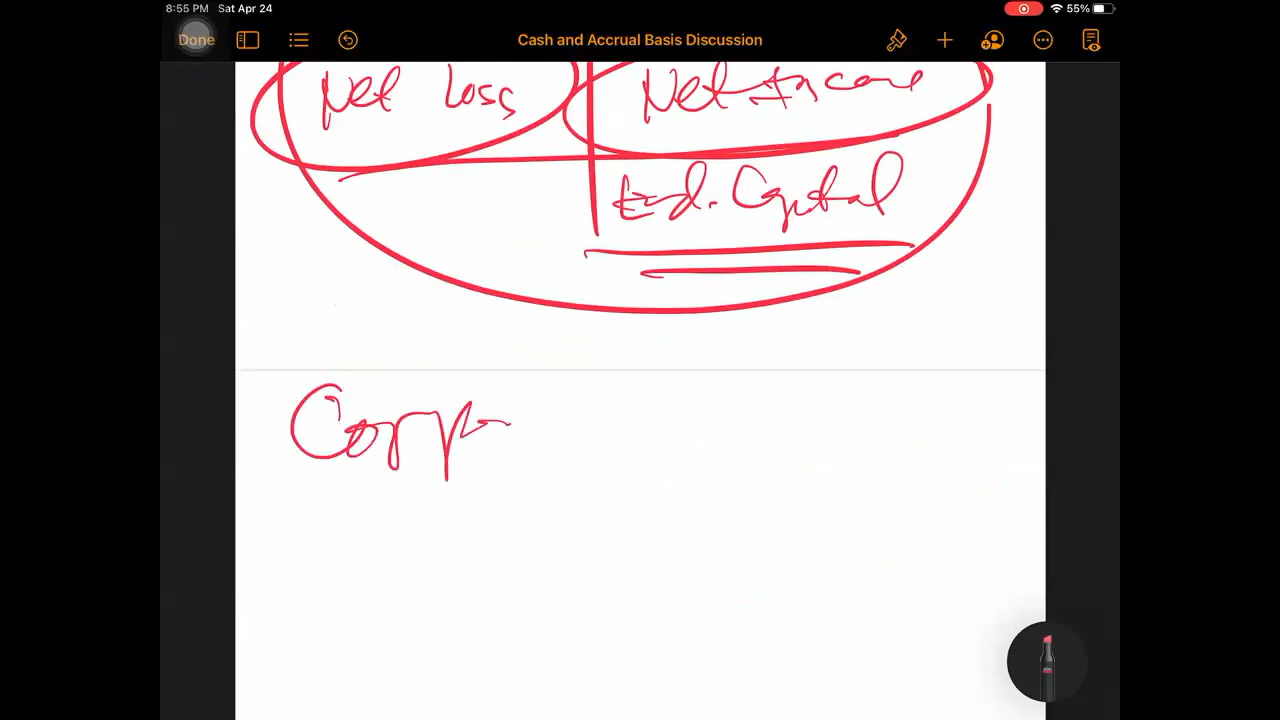 8:55 PM Sat Apr 24
55%
Done
Cash and Accrual Basis Discussion
Net Loss
Net Income
End. Capital
Corpo